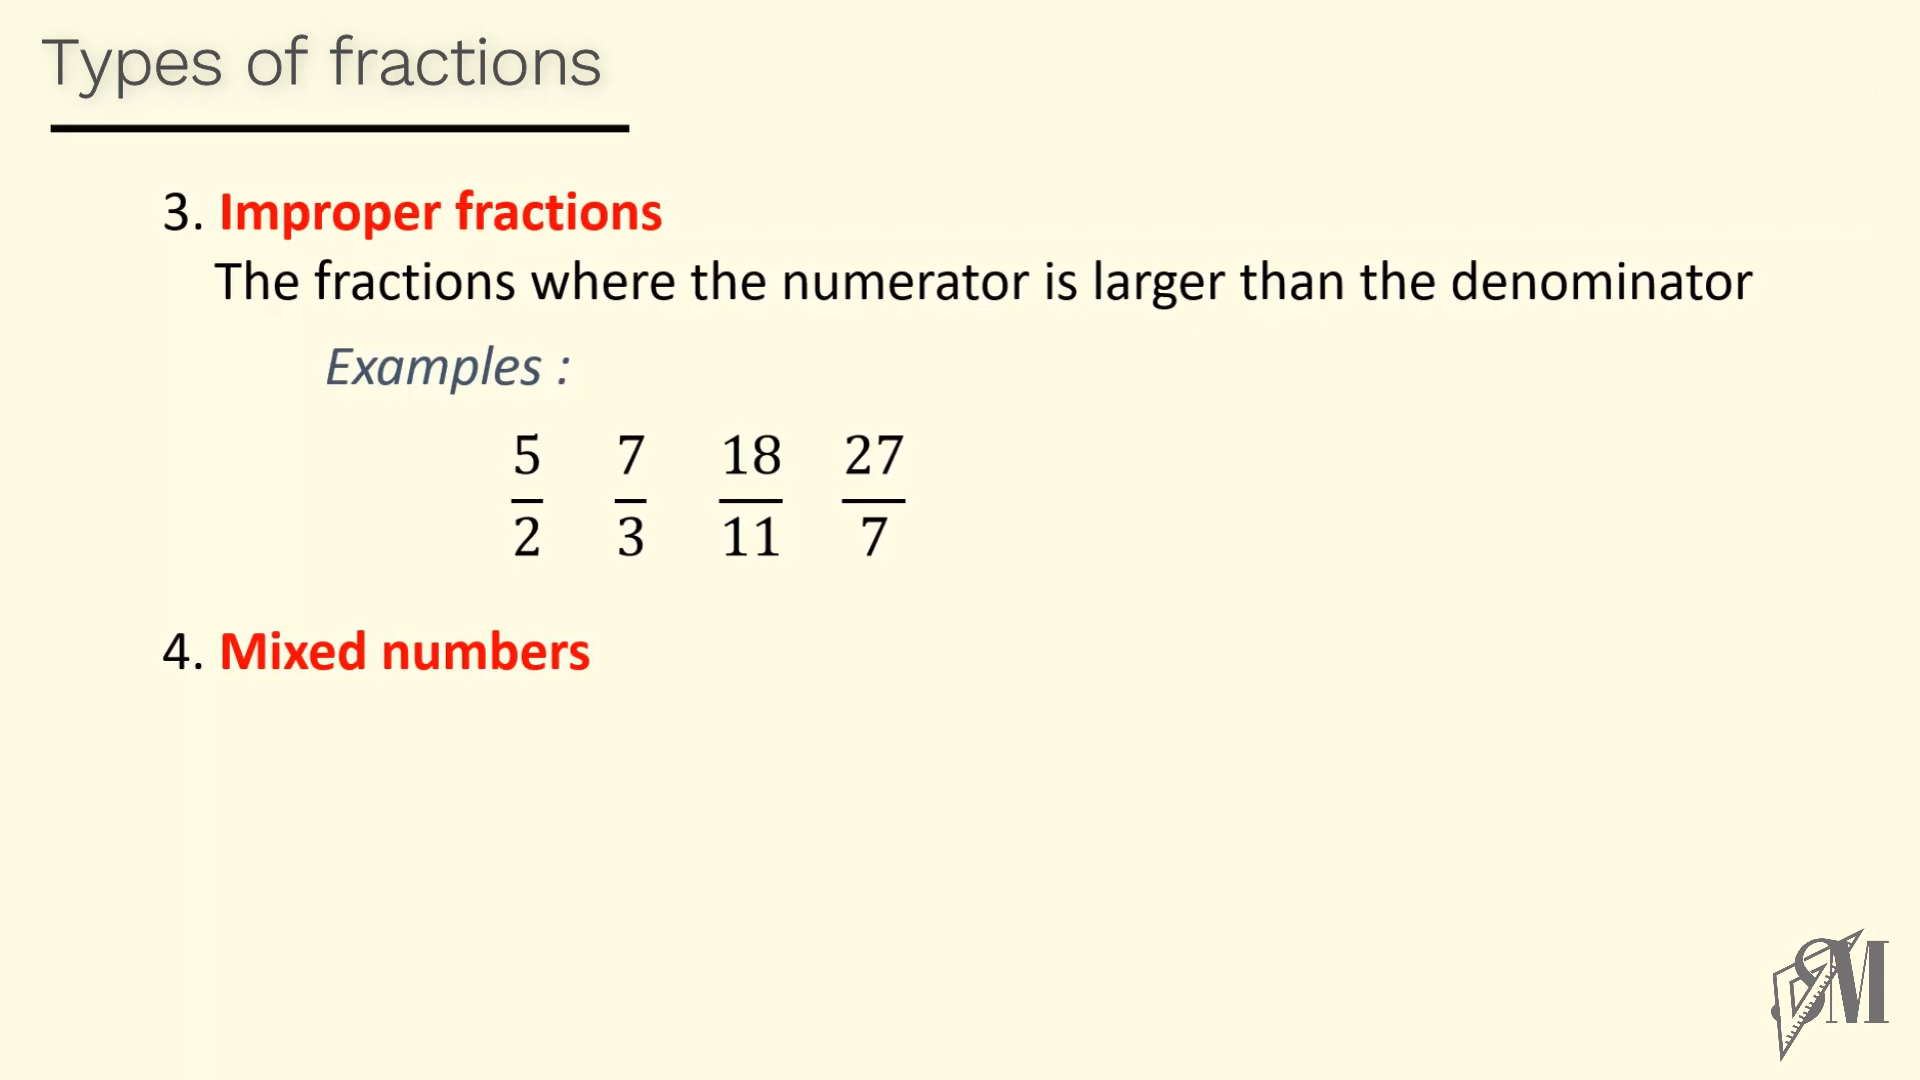 Types of fractions
3. Improper fractions
The fractions where the numerator is larger than the denominator
Examples :
5/2 7/3 18/11 27/7
4. Mixed numbers
SM